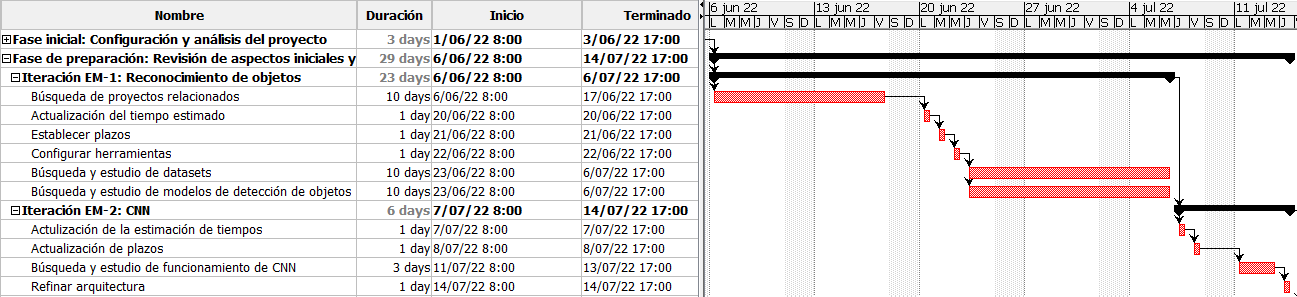 Nombre Duración Inicio Terminado 6 jun 22 13 jun 22 20 jun 22 27 jun 22 4 jul 22 11 jul 22
L M M J V S D L M M J V S D L M M J V S D L M M J V S D L M M J V S D L M M J
Fase inicial: Configuración y análisis del proyecto 3 days 1/06/22 8:00 3/06/22 17:00
Fase de preparación: Revisión de aspectos iniciales y 29 days 6/06/22 8:00 14/07/22 17:00
Iteración EM-1: Reconocimiento de objetos 23 days 6/06/22 8:00 6/07/22 17:00
Búsqueda de proyectos relacionados 10 days 6/06/22 8:00 17/06/22 17:00
Actualización del tiempo estimado 1 day 20/06/22 8:00 20/06/22 17:00
Establecer plazos 1 day 21/06/22 8:00 21/06/22 17:00
Configurar herramientas 1 day 22/06/22 8:00 22/06/22 17:00
Búsqueda y estudio de datasets 10 days 23/06/22 8:00 6/07/22 17:00
Búsqueda y estudio de modelos de detección de objetos 10 days 23/06/22 8:00 6/07/22 17:00
Iteración EM-2: CNN 6 days 7/07/22 8:00 14/07/22 17:00
Actulización de la estimación de tiempos 1 day 7/07/22 8:00 7/07/22 17:00
Actualización de plazos 1 day 8/07/22 8:00 8/07/22 17:00
Búsqueda y estudio de funcionamiento de CNN 3 days 11/07/22 8:00 13/07/22 17:00
Refinar arquitectura 1 day 14/07/22 8:00 14/07/22 17:00